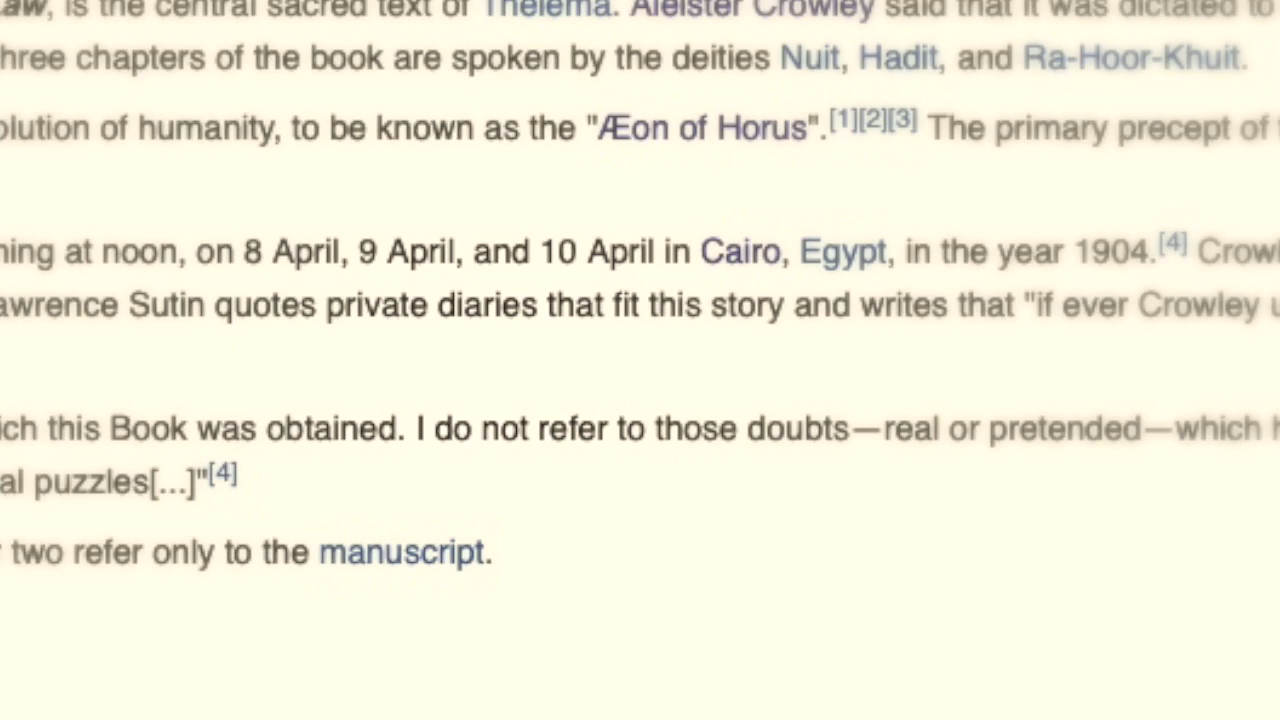 aw, is the central sacred text of Thelema. Aleister Crowley said that it was dictated to
hree chapters of the book are spoken by the deities Nuit, Hadit, and Ra-Hoor-Khuit.
olution of humanity, to be known as the "Æon of Horus".[1][2][3] The primary precept of
ning at noon, on 8 April, 9 April, and 10 April in Cairo, Egypt, in the year 1904.[4] Crowl
awrence Sutin quotes private diaries that fit this story and writes that "if ever Crowley u
ich this Book was obtained. I do not refer to those doubts—real or pretended—which h
al puzzles[...]"[4]
two refer only to the manuscript.